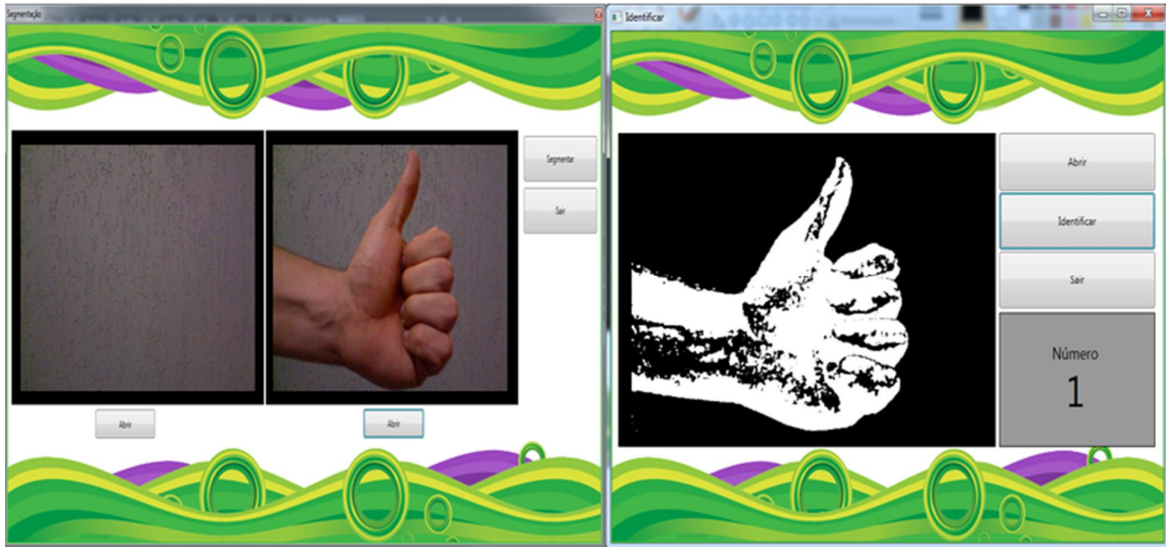 Segmentação
Segmentar
Sair
Abrir
Abrir
Identificar
Abrir
Identificar
Sair
Número
1